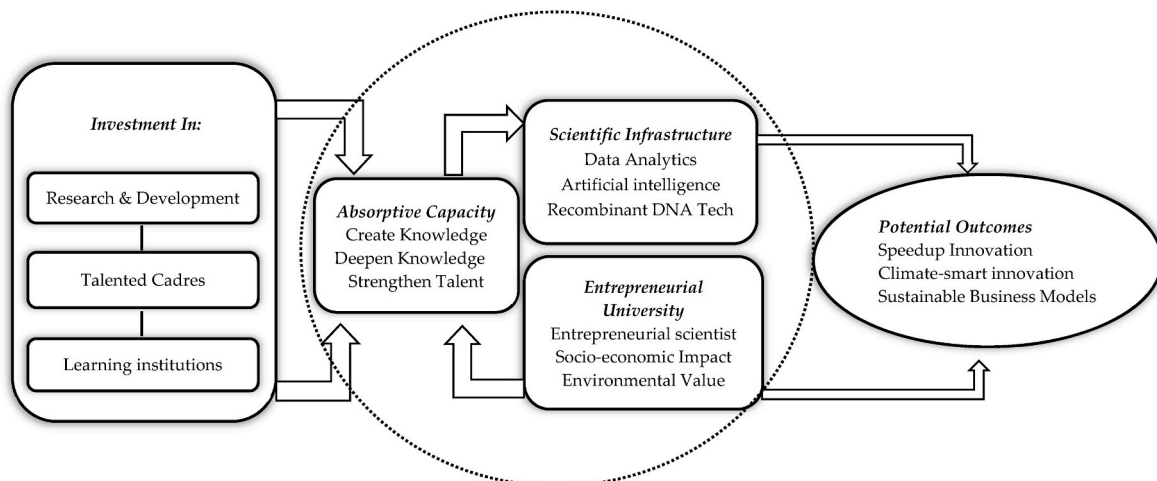 Investment In:
Research & Development
Talented Cadres
Learning institutions
Absorptive Capacity
Create Knowledge
Deepen Knowledge
Strengthen Talent
Scientific Infrastructure
Data Analytics
Artificial intelligence
Recombinant DNA Tech
Entrepreneurial
University
Entrepreneurial scientist
Socio-economic Impact
Environmental Value
Potential Outcomes
Speedup Innovation
Climate-smart innovation
Sustainable Business Models